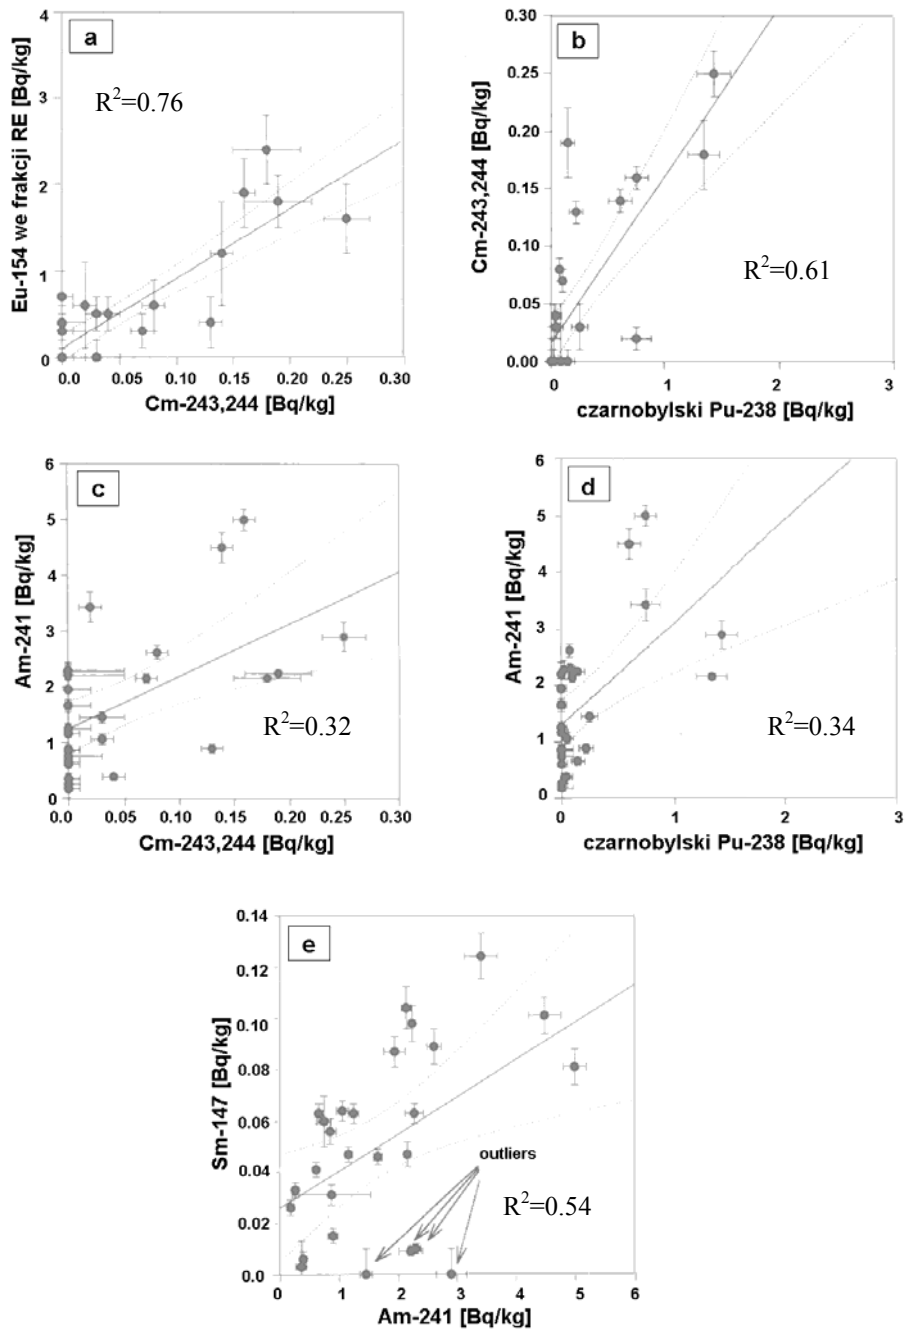 a
R²=0.76
Eu-154 we frakcji RE [Bq/kg]
4
3
2
1
0
0.0 0.05 0.10 0.15 0.20 0.25 0.30
Cm-243,244 [Bq/kg]
b
R²=0.61
Cm-243,244 [Bq/kg]
0.30
0.25
0.20
0.15
0.10
0.05
0.00
0 1 2 3
czarnobylski Pu-238 [Bq/kg]
c
R²=0.32
Am-241 [Bq/kg]
6
5
4
3
2
1
0
0.0 0.05 0.10 0.15 0.20 0.25 0.30
Cm-243,244 [Bq/kg]
d
R²=0.34
Am-241 [Bq/kg]
6
5
4
3
2
1
0
0 1 2 3
czarnobylski Pu-238 [Bq/kg]
e
outliers
R²=0.54
Sm-147 [Bq/kg]
0.14
0.12
0.10
0.08
0.06
0.04
0.02
0.0
0 1 2 3 4 5 6
Am-241 [Bq/kg]